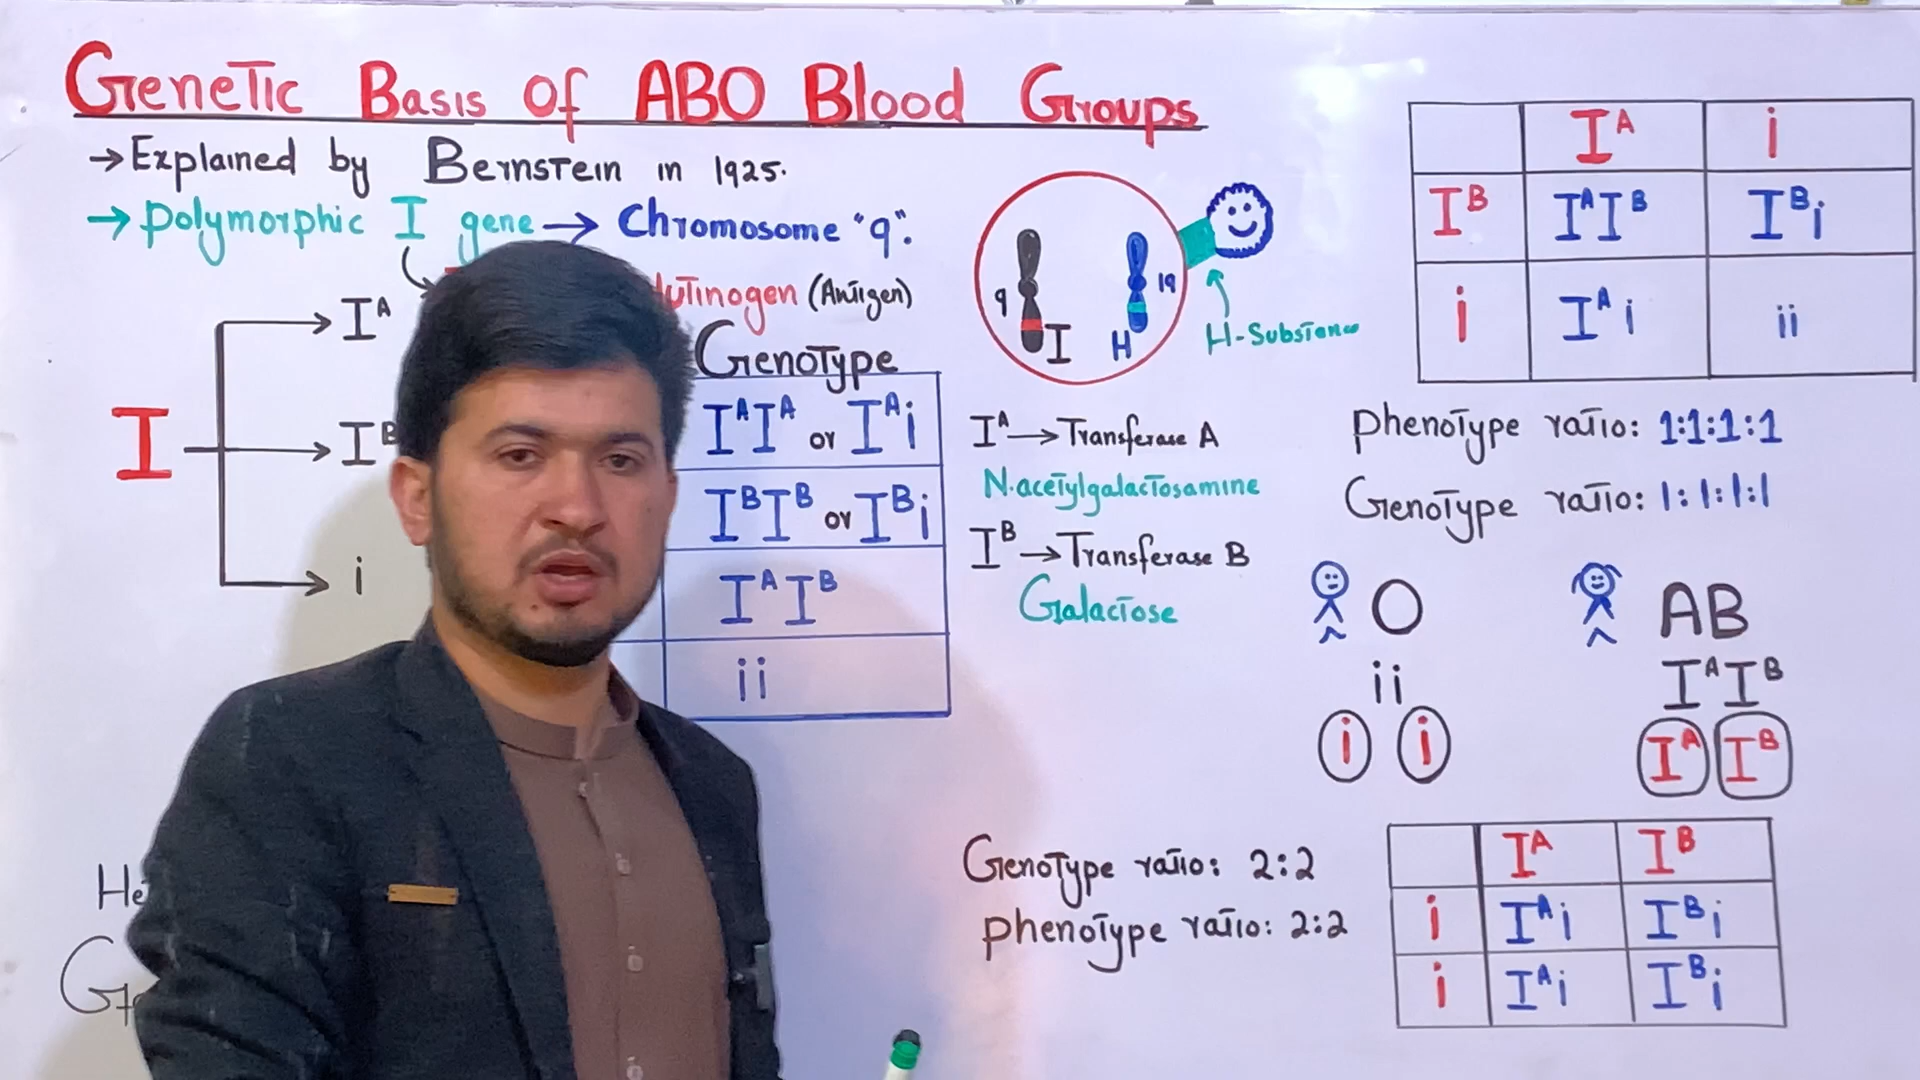 Genetic Basis of ABO Blood Groups
→ Explained by Bernstein in 1925.
→ Polymorphic I gene → Chromosome "9".
(Antigen)
I
I^A
I^B
i
Genotype
I^A I^A or I^A i
I^B I^B or I^B i
I^A I^B
ii
9 I
19 H
H-Substance
I^A → Transferase A
N.acetylgalactosamine
I^B → Transferase B
Galactose
I^A i
I^B I^A I^B I^B i
i I^A i ii
Phenotype ratio: 1:1:1:1
Genotype ratio: 1:1:1:1
O AB
ii I^A I^B
i i I^A I^B
Genotype ratio: 2:2
Phenotype ratio: 2:2
I^A I^B
i I^A i I^B i
i I^A i I^B i